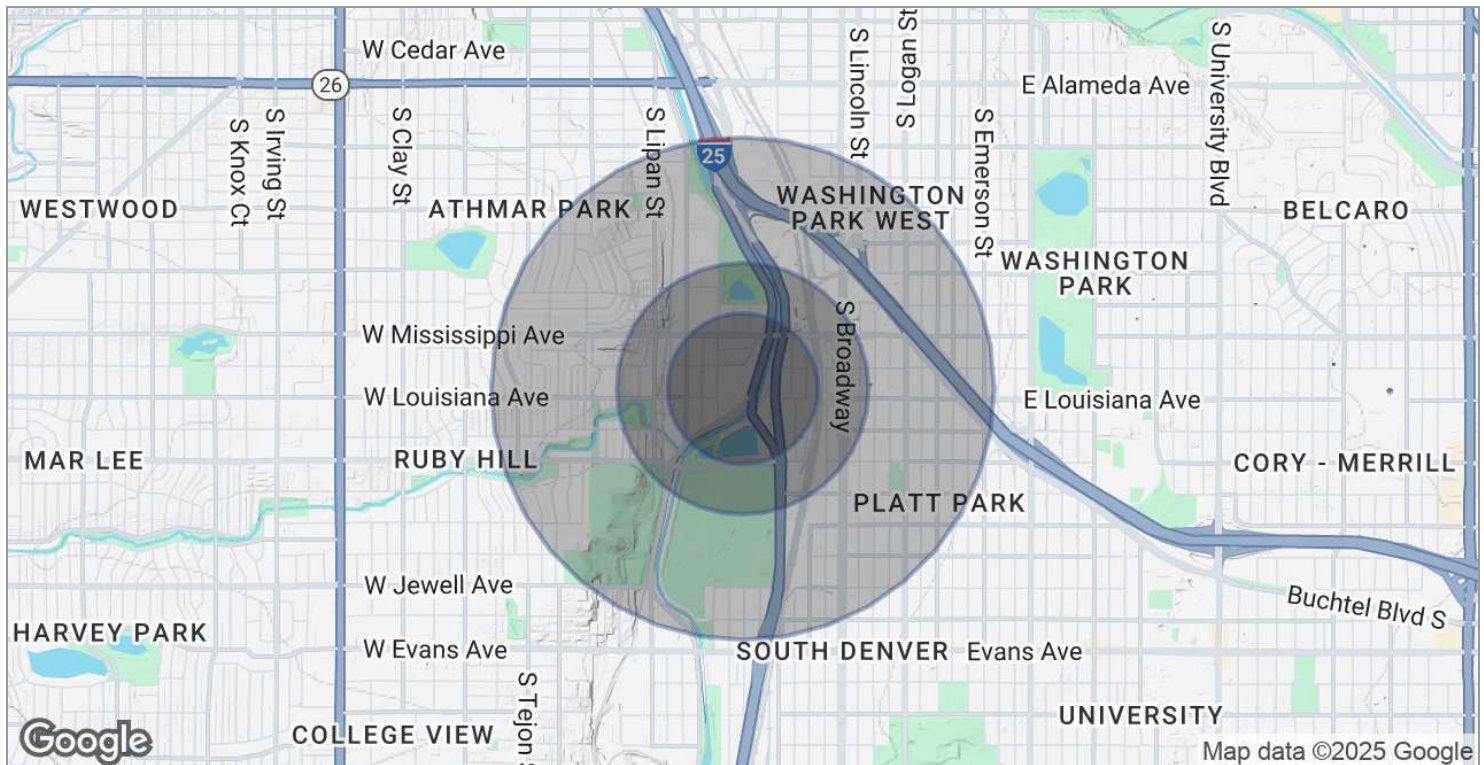 W Cedar Ave
26
S Lincoln St
S Logan St
S University Blvd
E Alameda Ave
S Knox Ct
S Irving St
S Clay St
S Lipan St
25
S Emerson St
WESTWOOD
ATHMAR PARK
WASHINGTON
PARK WEST
BELCARO
WASHINGTON
PARK
W Mississippi Ave
S Broadway
W Louisiana Ave
E Louisiana Ave
MAR LEE
RUBY HILL
CORY - MERRILL
PLATT PARK
W Jewell Ave
Buchtel Blvd S
HARVEY PARK
W Evans Ave
SOUTH DENVER
Evans Ave
S Tejon S
UNIVERSITY
COLLEGE VIEW
Google
Map data ©2025 Google